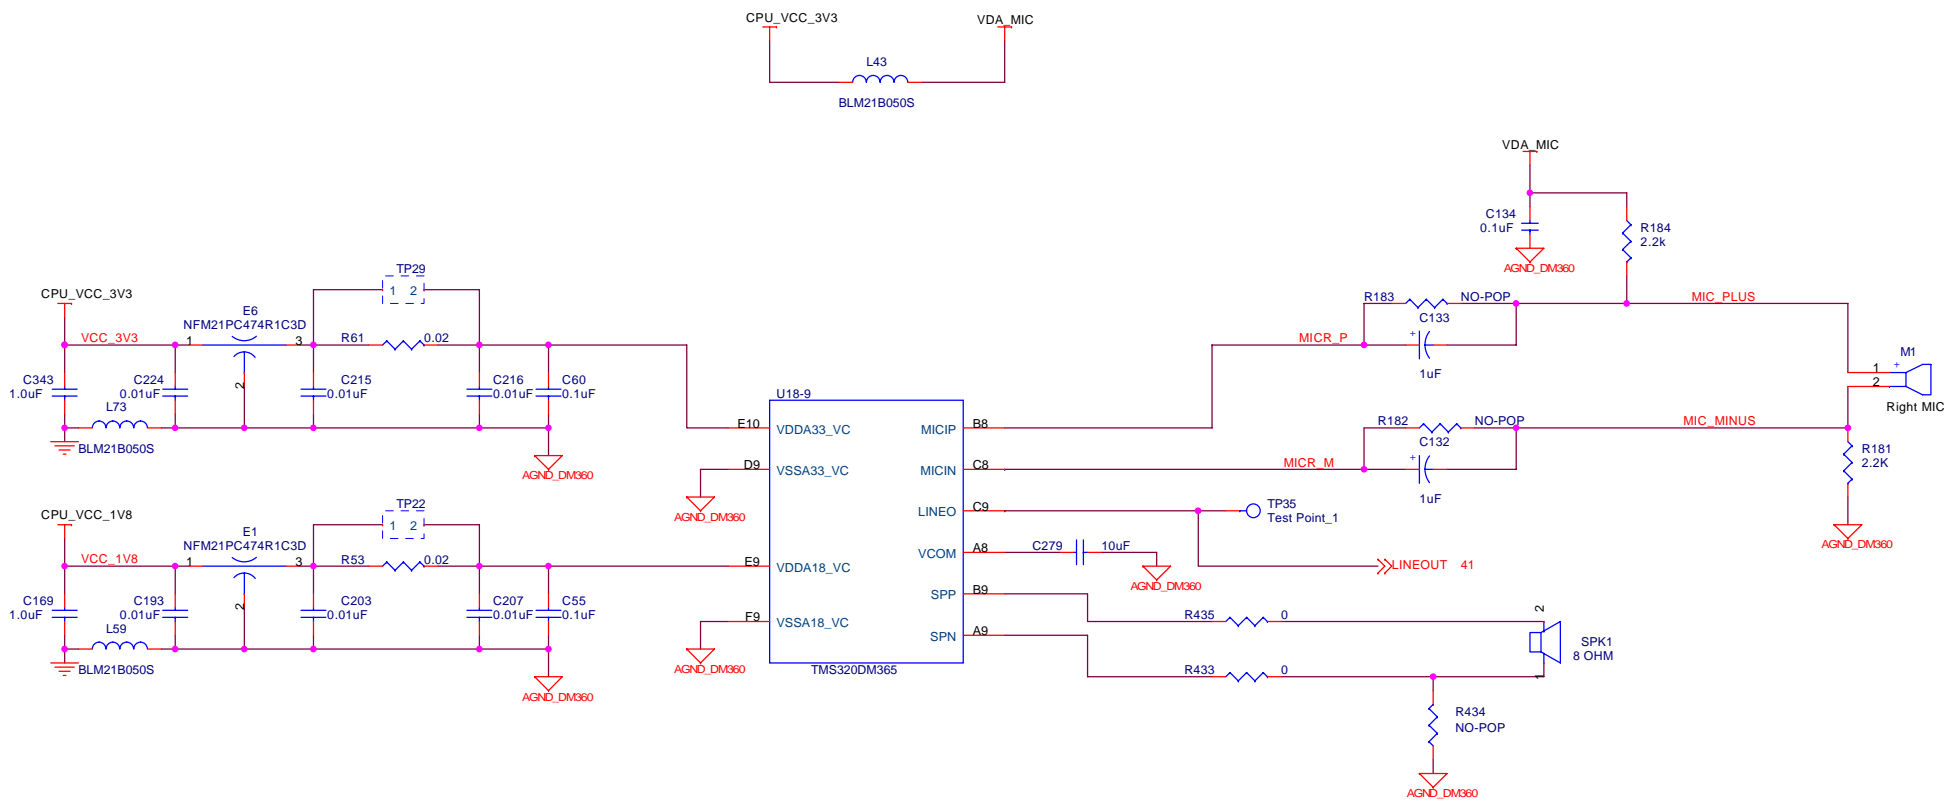 CPU_VCC_3V3
VDA_MIC
L43
BLM21B050S
VDA_MIC
C134
0.1uF
AGND_DM360
R184
2.2k
CPU_VCC_3V3
VCC_3V3
E6
NFM21PC474R1C3D
1
3
2
TP29
1 2
R61
0.02
C343
1.0uF
C224
0.01uF
C215
0.01uF
C216
0.01uF
C60
0.1uF
L73
BLM21B050S
AGND_DM360
R183
NO-POP
C133
+
1uF
MICR_P
MIC_PLUS
M1
+
1
2
Right MIC
R182
NO-POP
C132
+
1uF
MICR_M
MIC_MINUS
R181
2.2K
AGND_DM360
U18-9
E10
VDDA33_VC
D9
VSSA33_VC
AGND_DM360
E9
VDDA18_VC
F9
VSSA18_VC
AGND_DM360
MICIP
B8
MICIN
C8
LINEO
C9
VCOM
A8
SPP
B9
SPN
A9
TMS320DM365
TP35
Test Point_1
C279
10uF
AGND_DM360
LINEOUT 41
R435
0
R433
0
2
1
SPK1
8 OHM
R434
NO-POP
AGND_DM360
CPU_VCC_1V8
VCC_1V8
E1
NFM21PC474R1C3D
1
3
2
TP22
1 2
R53
0.02
C169
1.0uF
C193
0.01uF
C203
0.01uF
C207
0.01uF
C55
0.1uF
L59
BLM21B050S
AGND_DM360